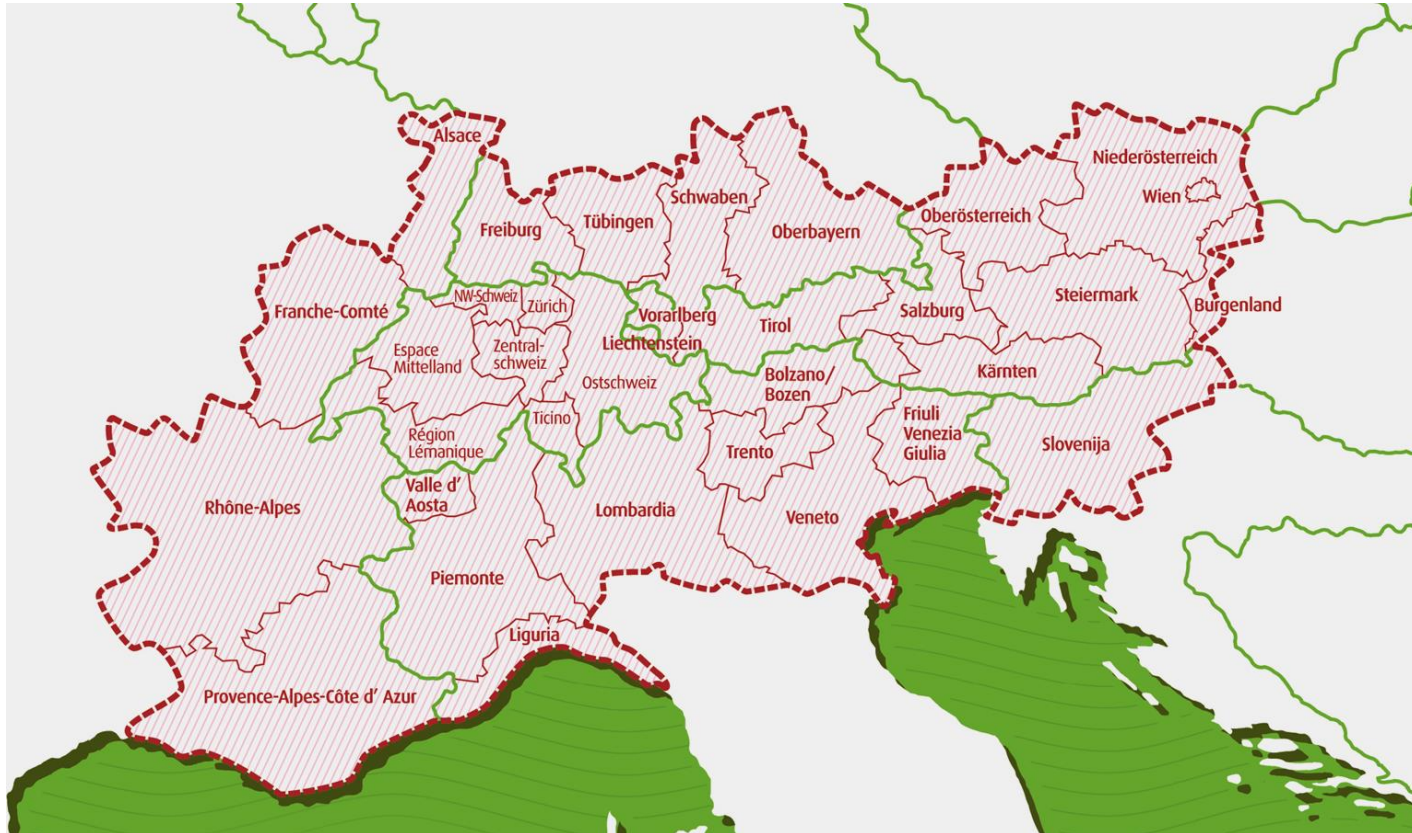 Alsace
Niederösterreich
Wien
Schwaben
Oberösterreich
Tübingen
Freiburg
Oberbayern
Franche-Comté
NW-Schweiz
Zürich
Vorarlberg
Tirol
Salzburg
Steiermark
Burgenland
Liechtenstein
Zentral-
schweiz
Espace
Mittelland
Ostschweiz
Bolzano/
Bozen
Kärnten
Ticino
Friuli
Venezia
Giulia
Région
Lémanique
Trento
Slovenija
Valle d'
Aosta
Rhône-Alpes
Lombardia
Veneto
Piemonte
Liguria
Provence-Alpes-Côte d' Azur